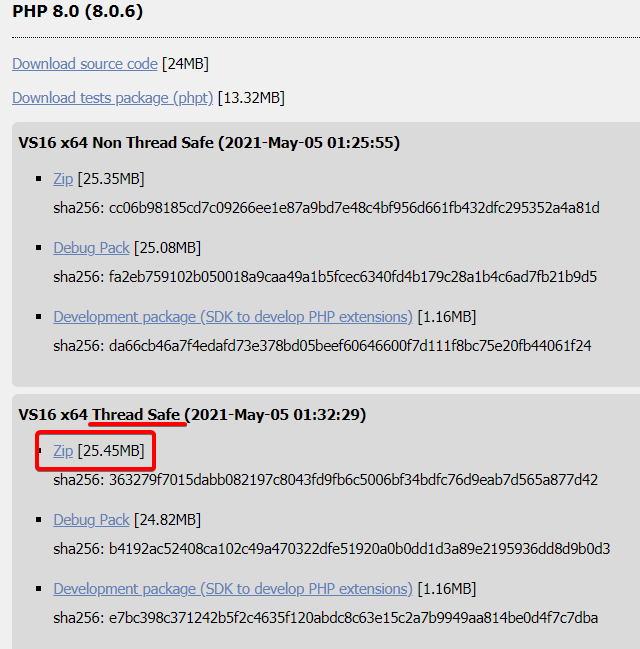 PHP 8.0 (8.0.6)
Download source code [24MB]
Download tests package (phpt) [13.32MB]
VS16 x64 Non Thread Safe (2021-May-05 01:25:55)
Zip [25.35MB]
sha256: cc06b98185cd7c09266ee1e87a9bd7e48c4bf956d661fb432dfc295352a4a81d
Debug Pack [25.08MB]
sha256: fa2eb759102b050018a9caa49a1b5fcec6340fd4b179c28a1b4c6ad7fb21b9d5
Development package (SDK to develop PHP extensions) [1.16MB]
sha256: da66cb46a7f4edafd73e378bd05beef60646600f7d111f8bc75e20fb44061f24
VS16 x64 Thread Safe (2021-May-05 01:32:29)
Zip [25.45MB]
sha256: 363279f7015dabb082197c8043fd9fb6c5006bf34bdfc76d9eab7d565a877d42
Debug Pack [24.82MB]
sha256: b4192ac52408ca102c49a470322dfe51920a0b0dd1d3a89e2195936dd8d9b0d3
Development package (SDK to develop PHP extensions) [1.16MB]
sha256: e7bc398c371242b5f2c4635f120abdc8c63e15c2a7b9949aa814be0d4f7c7dba